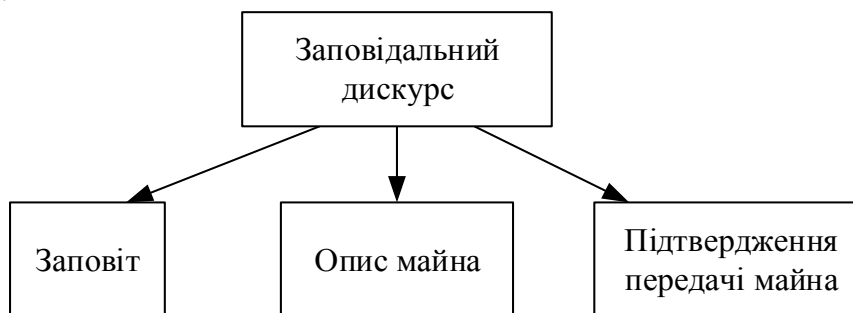 Заповідальний
дискурс
Заповіт
Опис майна
Підтвердження
передачі майна